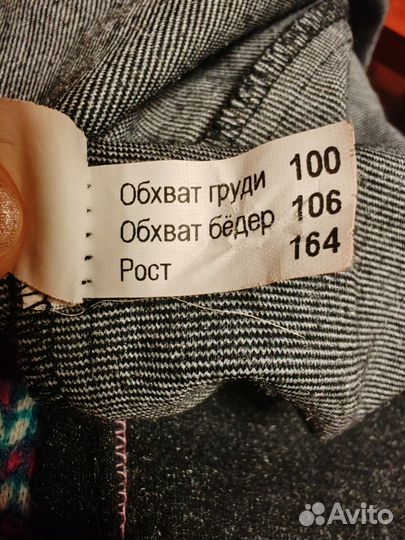 Обхват груди 100
Обхват бёдер 106
Рост 164
Avito